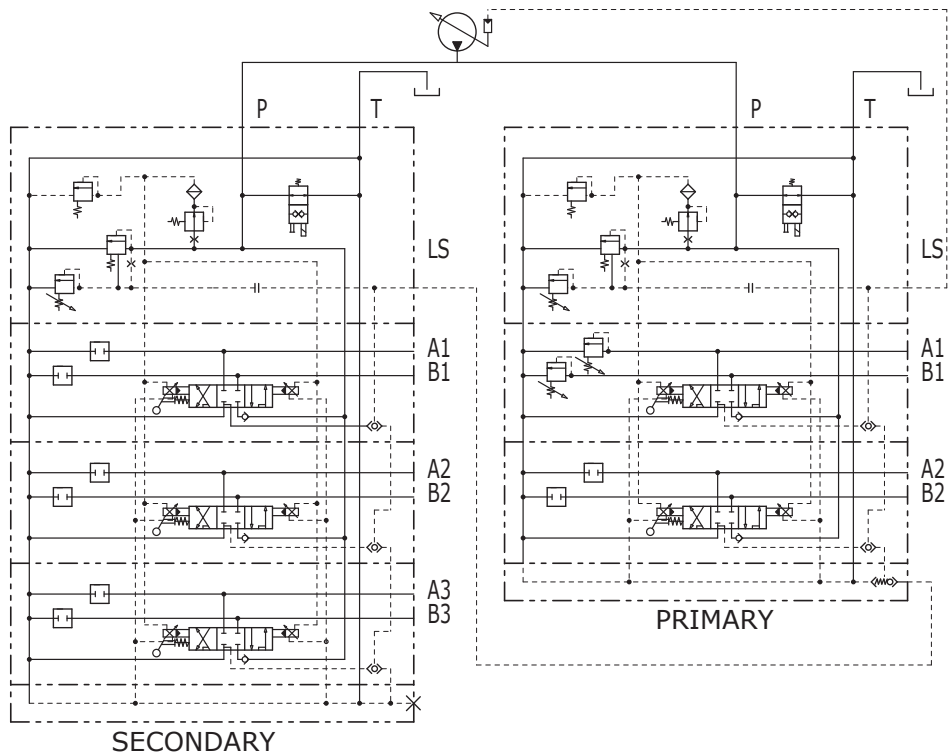 P T P T
LS LS
A1 A1
B1 B1
A2 A2
B2 B2
A3
B3
PRIMARY
SECONDARY